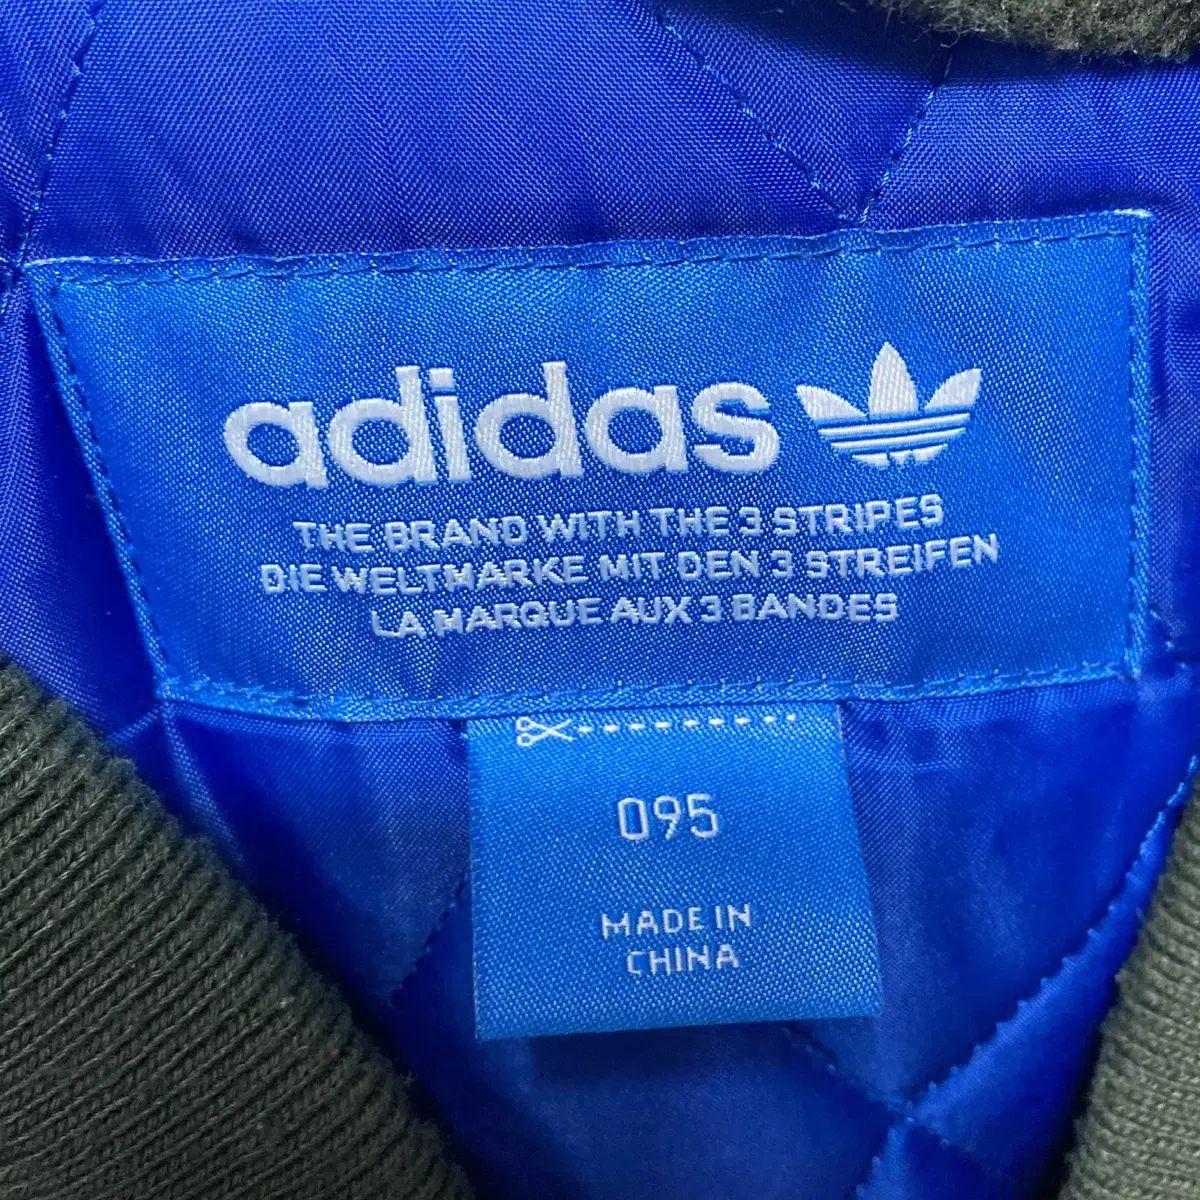 adidas
THE BRAND WITH THE 3 STRIPES
DIE WELTMARKE MIT DEN 3 STREIFEN
LA MARQUE AUX 3 BANDES
095
MADE IN
CHINA